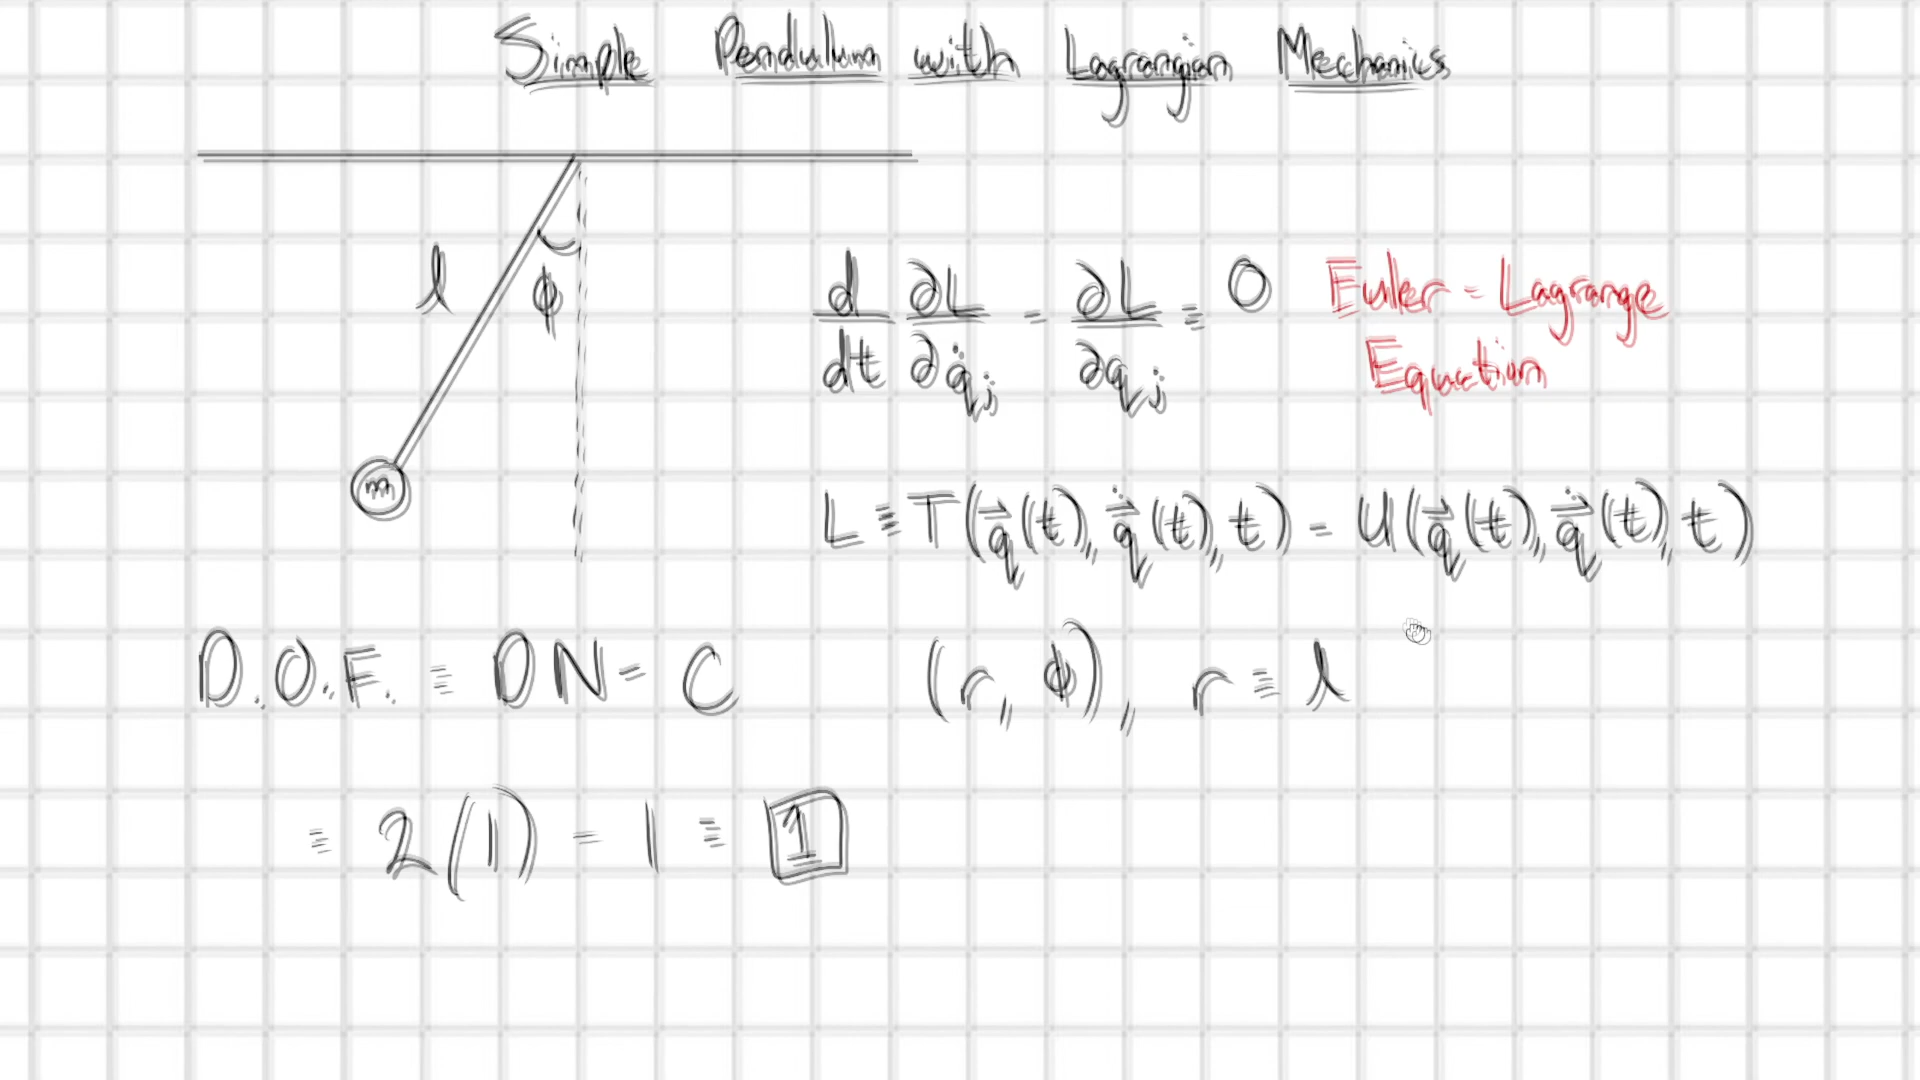 Simple Pendulum with Lagrangian Mechanics
l
ϕ
m
d/dt ∂L/∂q̇ⱼ - ∂L/∂qⱼ = 0 Euler-Lagrange Equation
L = T(q⃗(t), q⃗̇(t), t) - U(q⃗(t), q⃗̇(t), t)
D.O.F. = DN - C (r, ϕ), r = l
= 2(1) - 1 = 1